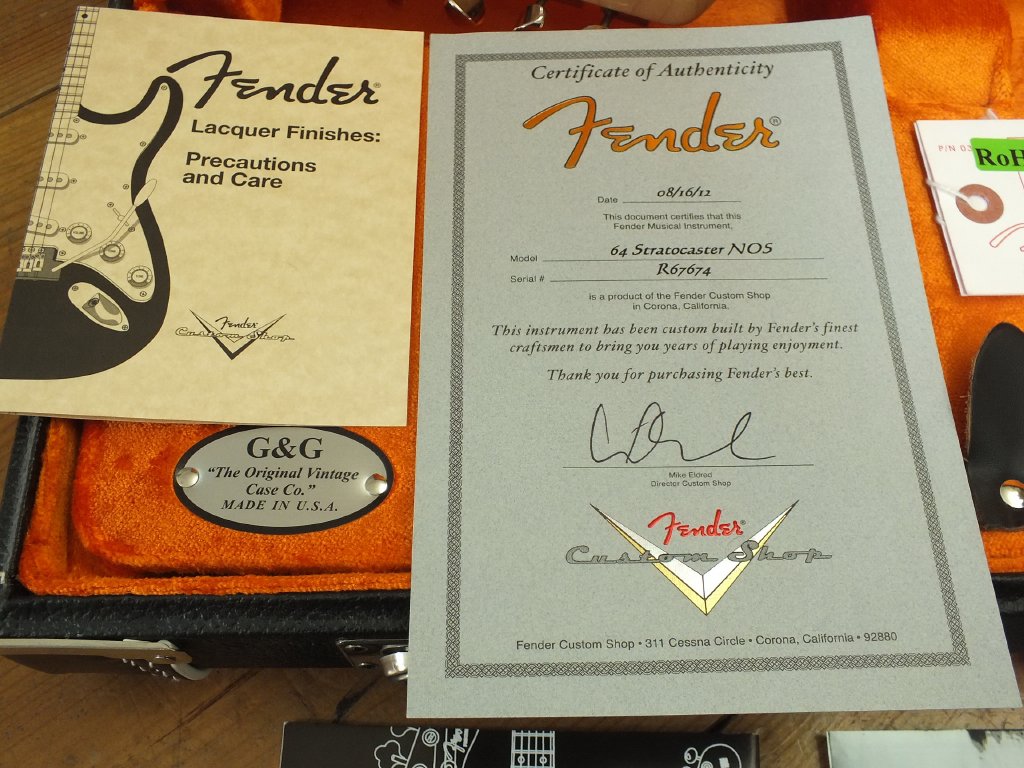 Fender®
Lacquer Finishes:
Precautions
and Care
TONE
Fender
Custom Shop
G&G
"The Original Vintage
Case Co."
MADE IN U.S.A.
Certificate of Authenticity
Fender®
Date 08/16/12
This document certifies that this
Fender Musical Instrument,
Model 64 Stratocaster NOS
Serial # R67674
is a product of the Fender Custom Shop
in Corona, California.
This instrument has been custom built by Fender's finest
craftsmen to bring you years of playing enjoyment.
Thank you for purchasing Fender's best.
Mike Eldred
Director Custom Shop
Fender®
Custom Shop
Fender Custom Shop • 311 Cessna Circle • Corona, California • 92880
P/N 03
RoH